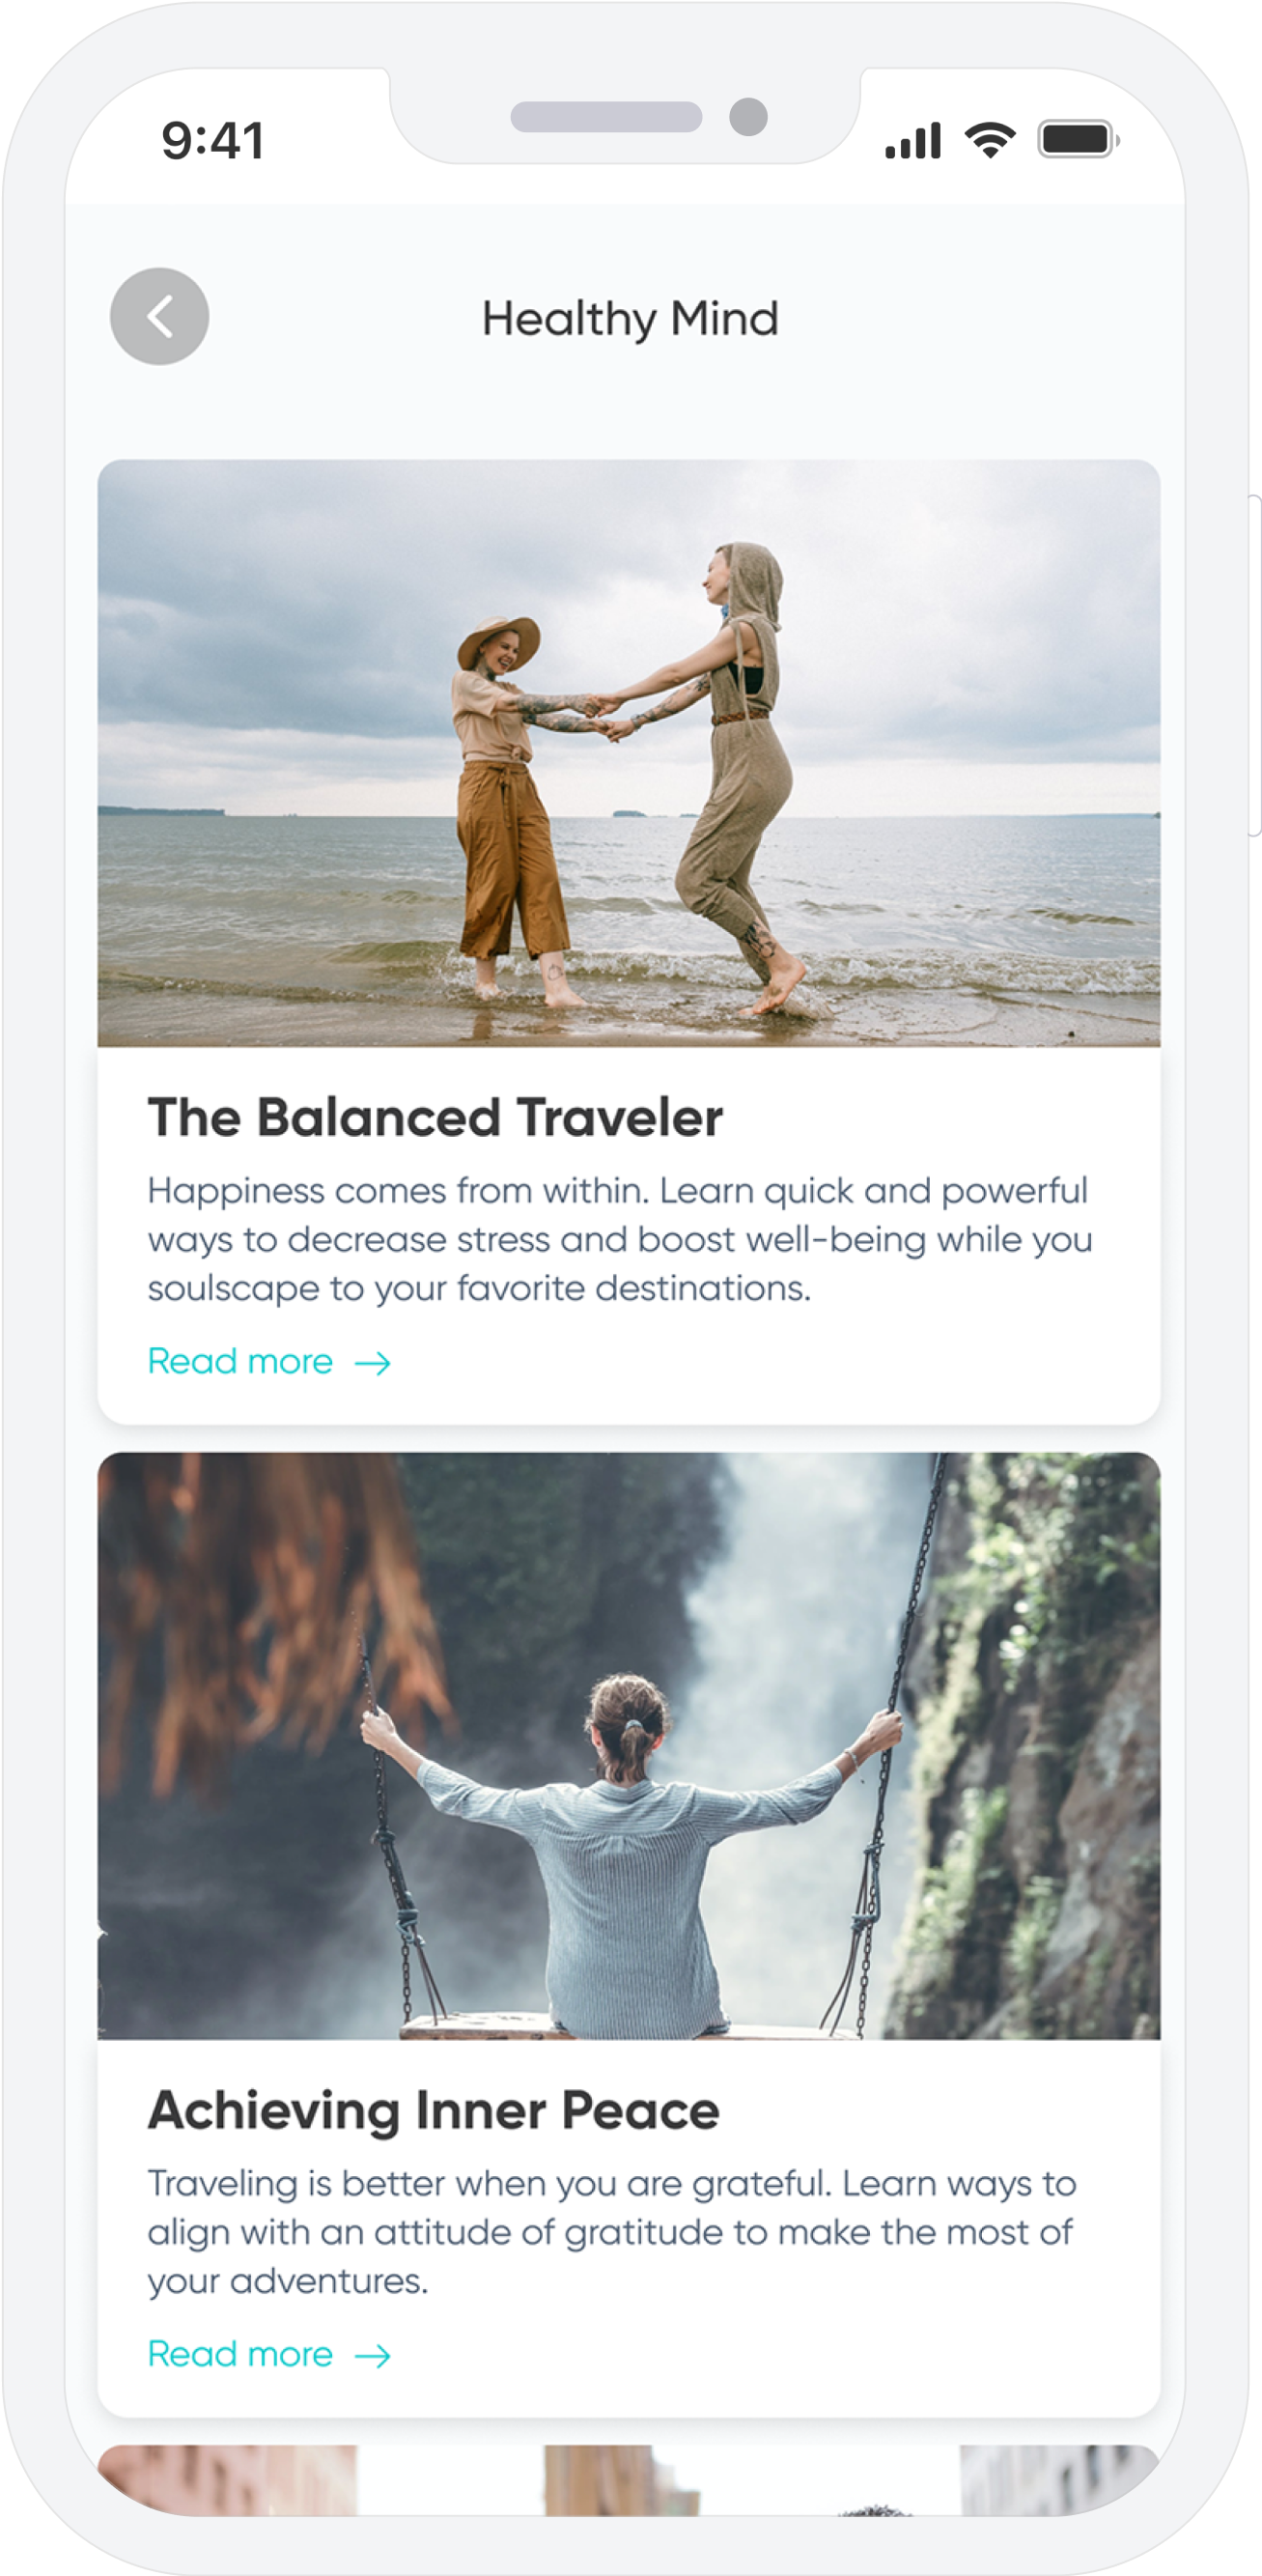 9:41
Healthy Mind
The Balanced Traveler
Happiness comes from within. Learn quick and powerful
ways to decrease stress and boost well-being while you
soulscape to your favorite destinations.
Read more →
Achieving Inner Peace
Traveling is better when you are grateful. Learn ways to
align with an attitude of gratitude to make the most of
your adventures.
Read more →